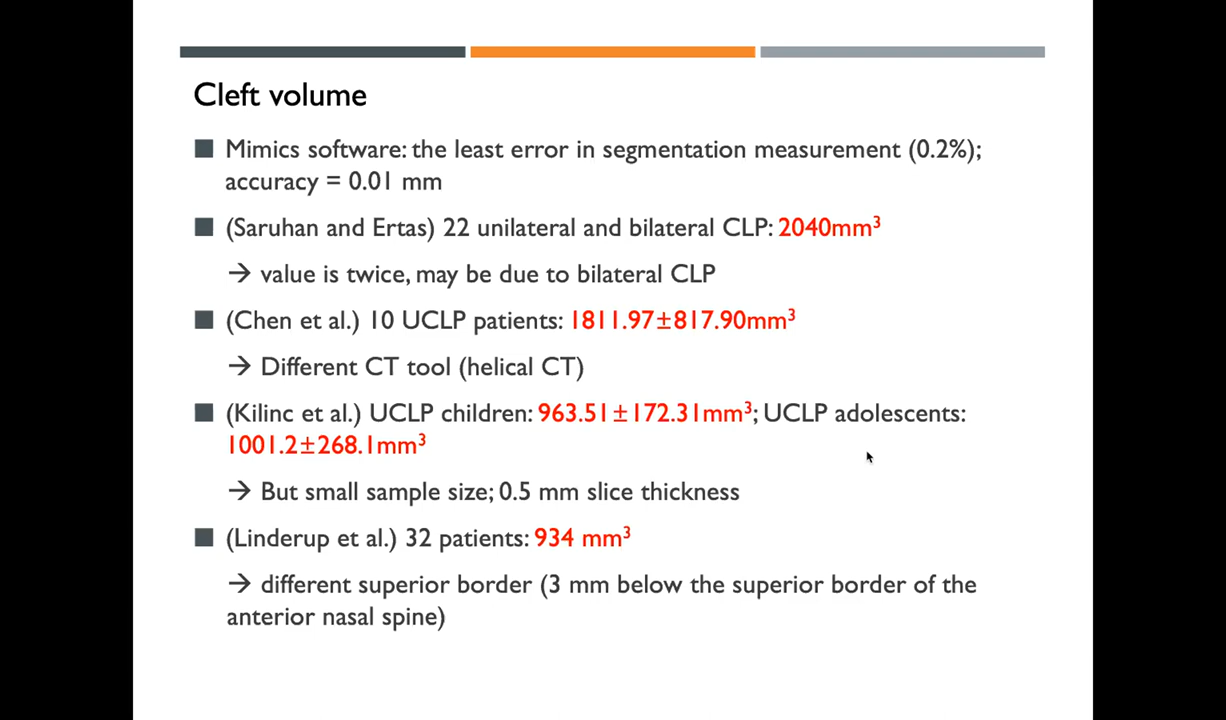 Cleft volume
Mimics software: the least error in segmentation measurement (0.2%);
accuracy = 0.01 mm
(Saruhan and Ertas) 22 unilateral and bilateral CLP: 2040mm³
→ value is twice, may be due to bilateral CLP
(Chen et al.) 10 UCLP patients: 1811.97±817.90mm³
→ Different CT tool (helical CT)
(Kilinc et al.) UCLP children: 963.51±172.31mm³; UCLP adolescents:
1001.2±268.1mm³
→ But small sample size; 0.5 mm slice thickness
(Linderup et al.) 32 patients: 934 mm³
→ different superior border (3 mm below the superior border of the
anterior nasal spine)